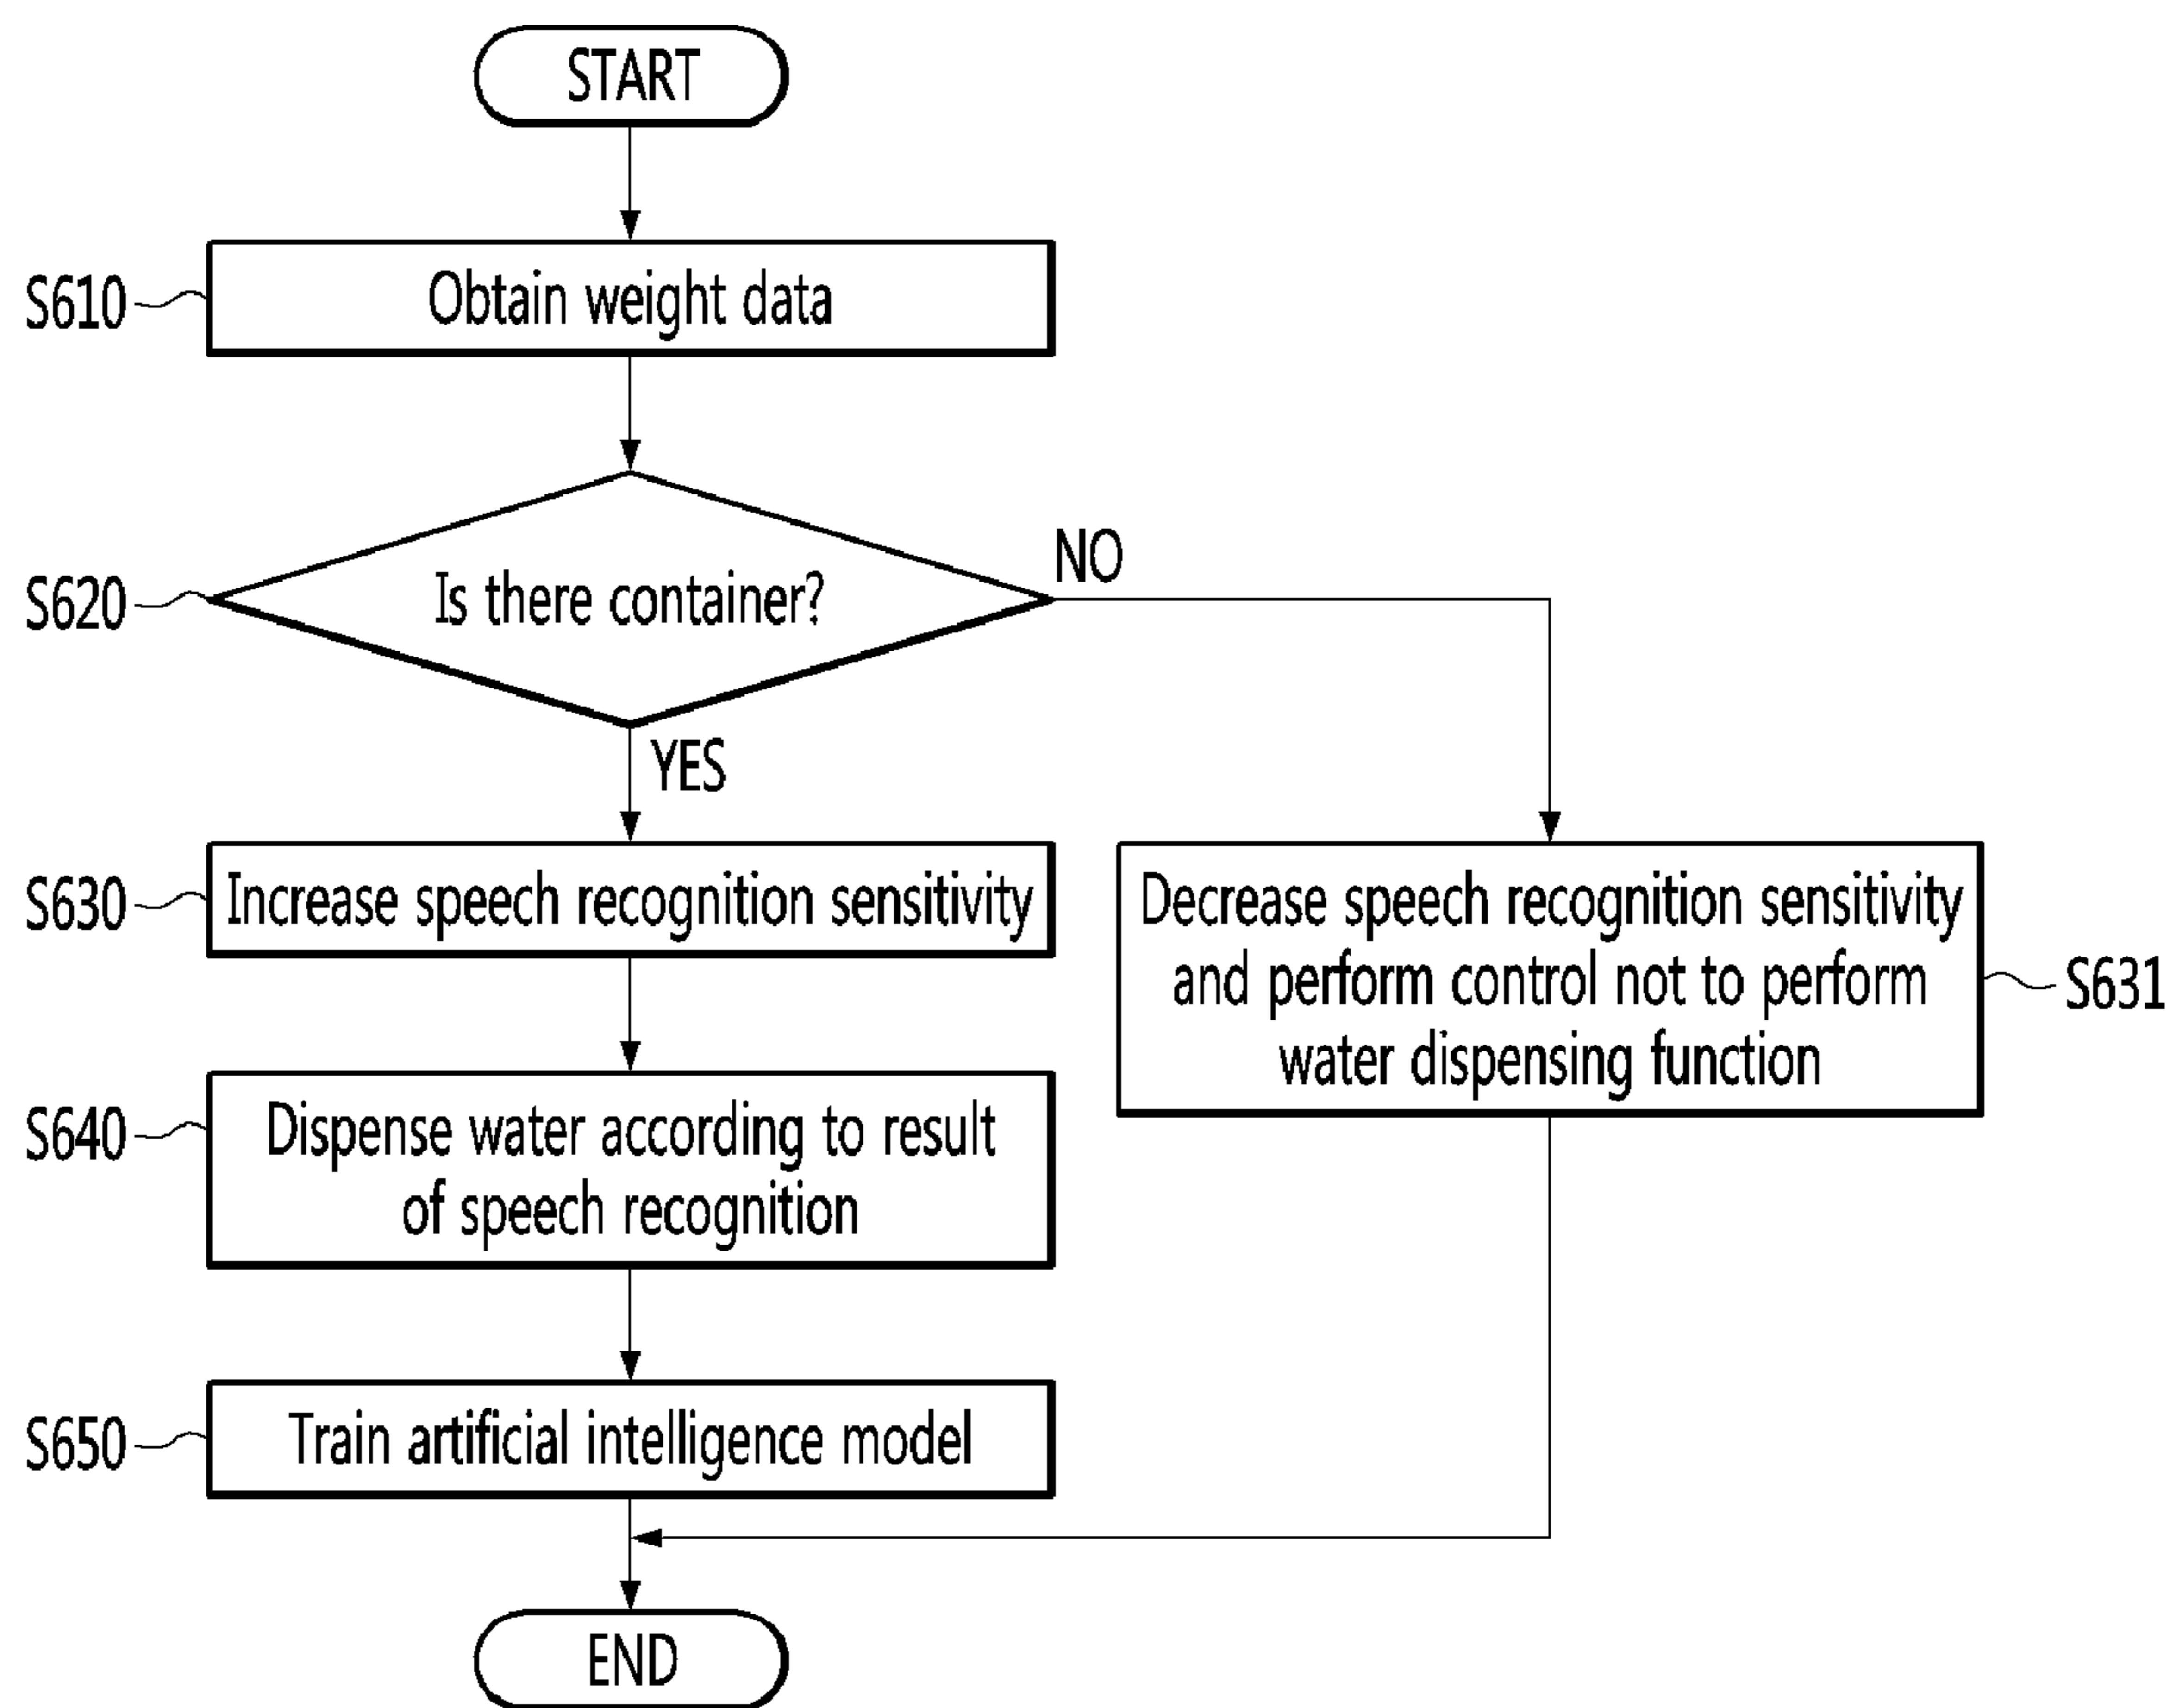 START
S610
Obtain weight data
S620
Is there container?
NO
YES
S630
Increase speech recognition sensitivity
Decrease speech recognition sensitivity
and perform control not to perform
water dispensing function
S631
S640
Dispense water according to result
of speech recognition
S650
Train artificial intelligence model
END